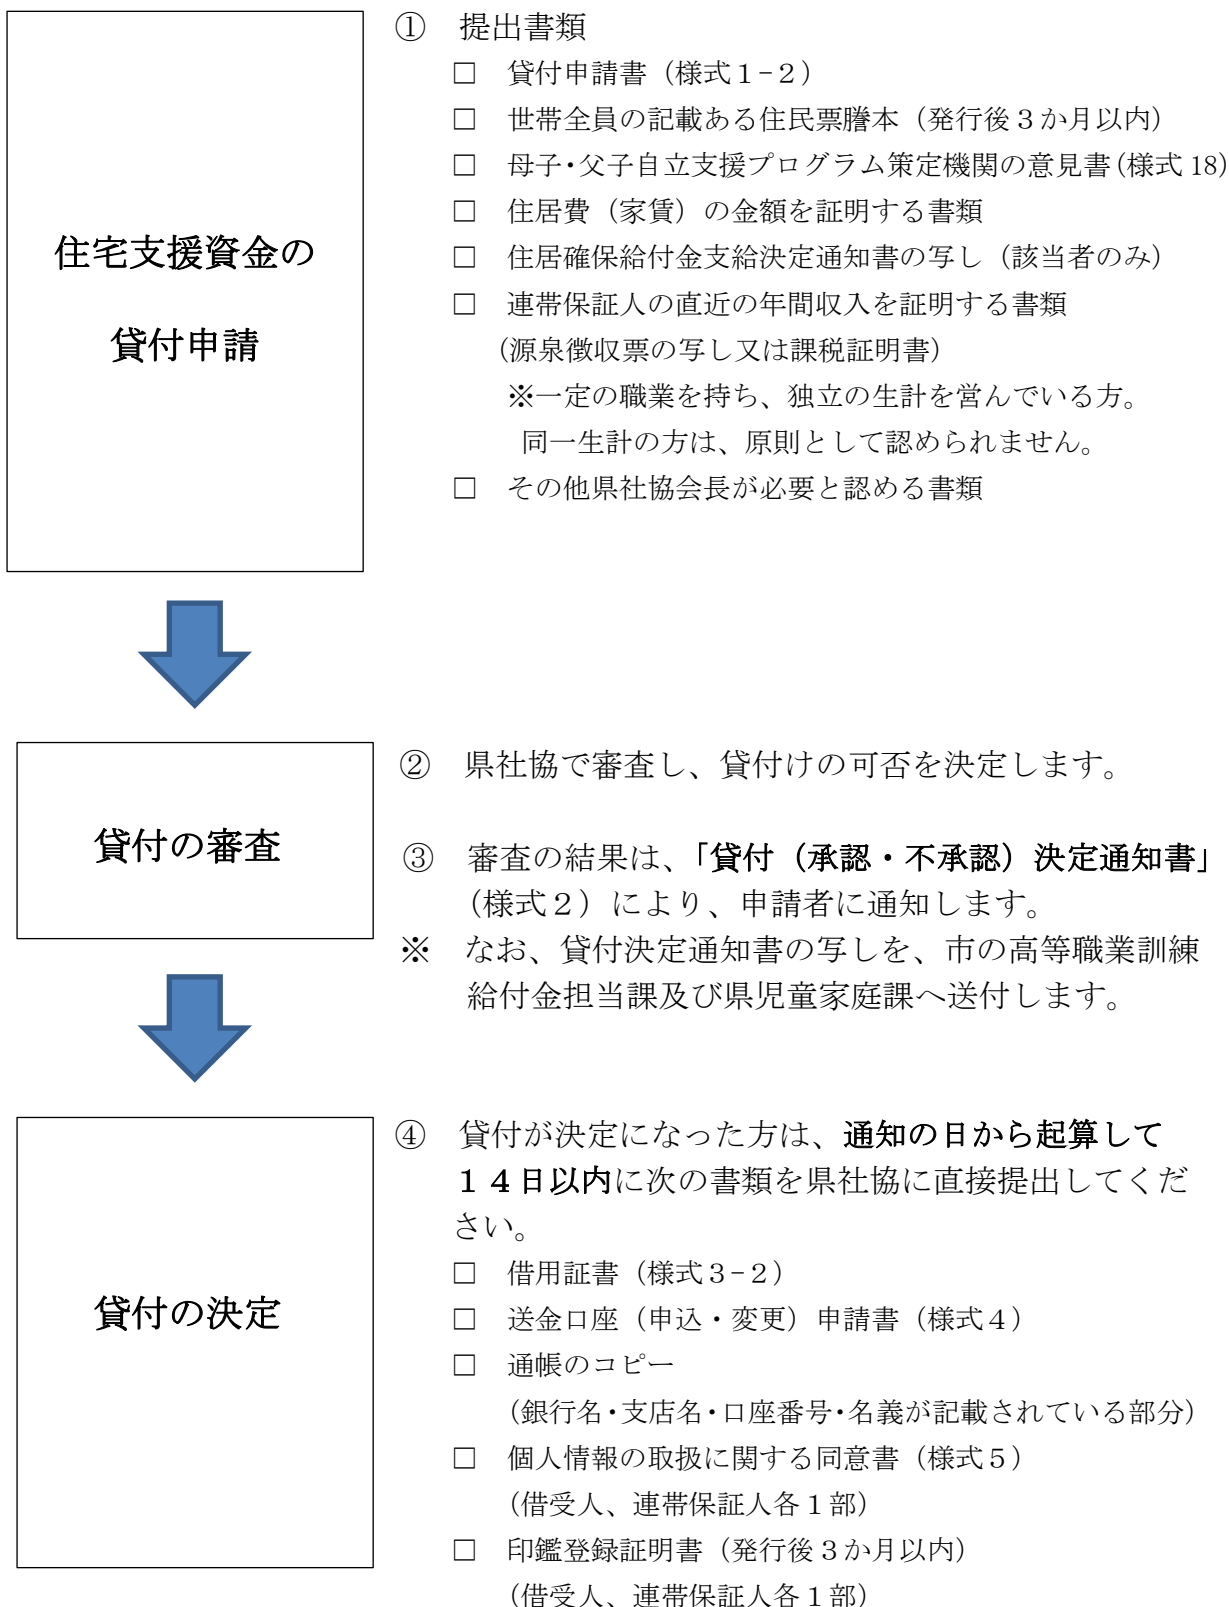 住宅支援資金の
貸付申請
① 提出書類
□ 貸付申請書（様式１−２）
□ 世帯全員の記載ある住民票謄本（発行後３か月以内）
□ 母子・父子自立支援プログラム策定機関の意見書（様式 18）
□ 住居費（家賃）の金額を証明する書類
□ 住居確保給付金支給決定通知書の写し（該当者のみ）
□ 連帯保証人の直近の年間収入を証明する書類
（源泉徴収票の写し又は課税証明書）
※一定の職業を持ち、独立の生計を営んでいる方。
同一生計の方は、原則として認められません。
□ その他県社協会長が必要と認める書類
貸付の審査
② 県社協で審査し、貸付けの可否を決定します。
③ 審査の結果は、「貸付（承認・不承認）決定通知書」
（様式２）により、申請者に通知します。
※ なお、貸付決定通知書の写しを、市の高等職業訓練
給付金担当課及び県児童家庭課へ送付します。
貸付の決定
④ 貸付が決定になった方は、通知の日から起算して
１４日以内に次の書類を県社協に直接提出してくだ
さい。
□ 借用証書（様式３−２）
□ 送金口座（申込・変更）申請書（様式４）
□ 通帳のコピー
（銀行名・支店名・口座番号・名義が記載されている部分）
□ 個人情報の取扱に関する同意書（様式５）
（借受人、連帯保証人各１部）
□ 印鑑登録証明書（発行後３か月以内）
（借受人、連帯保証人各１部）